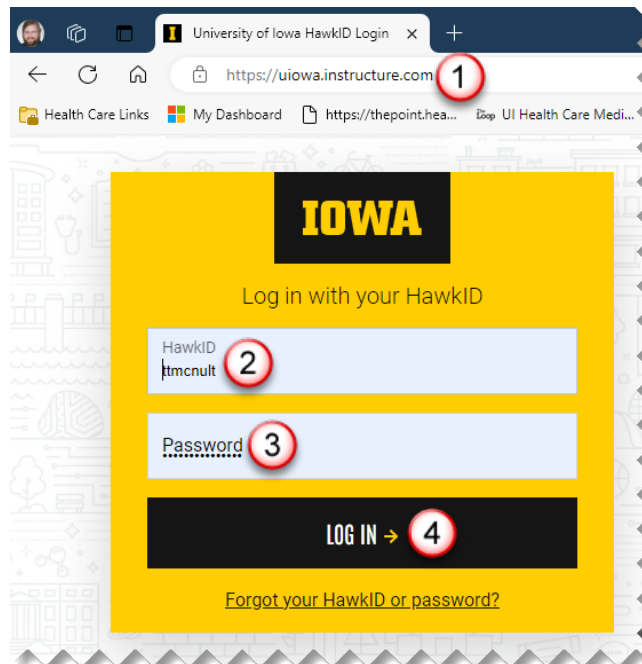 University of Iowa HawkID Login
https://uiowa.instructure.com 1
Health Care Links My Dashboard https://thepoint.hea... The Loop UI Health Care Medi...
IOWA
Log in with your HawkID
HawkID
ttmcnult 2
Password 3
LOG IN → 4
Forgot your HawkID or password?